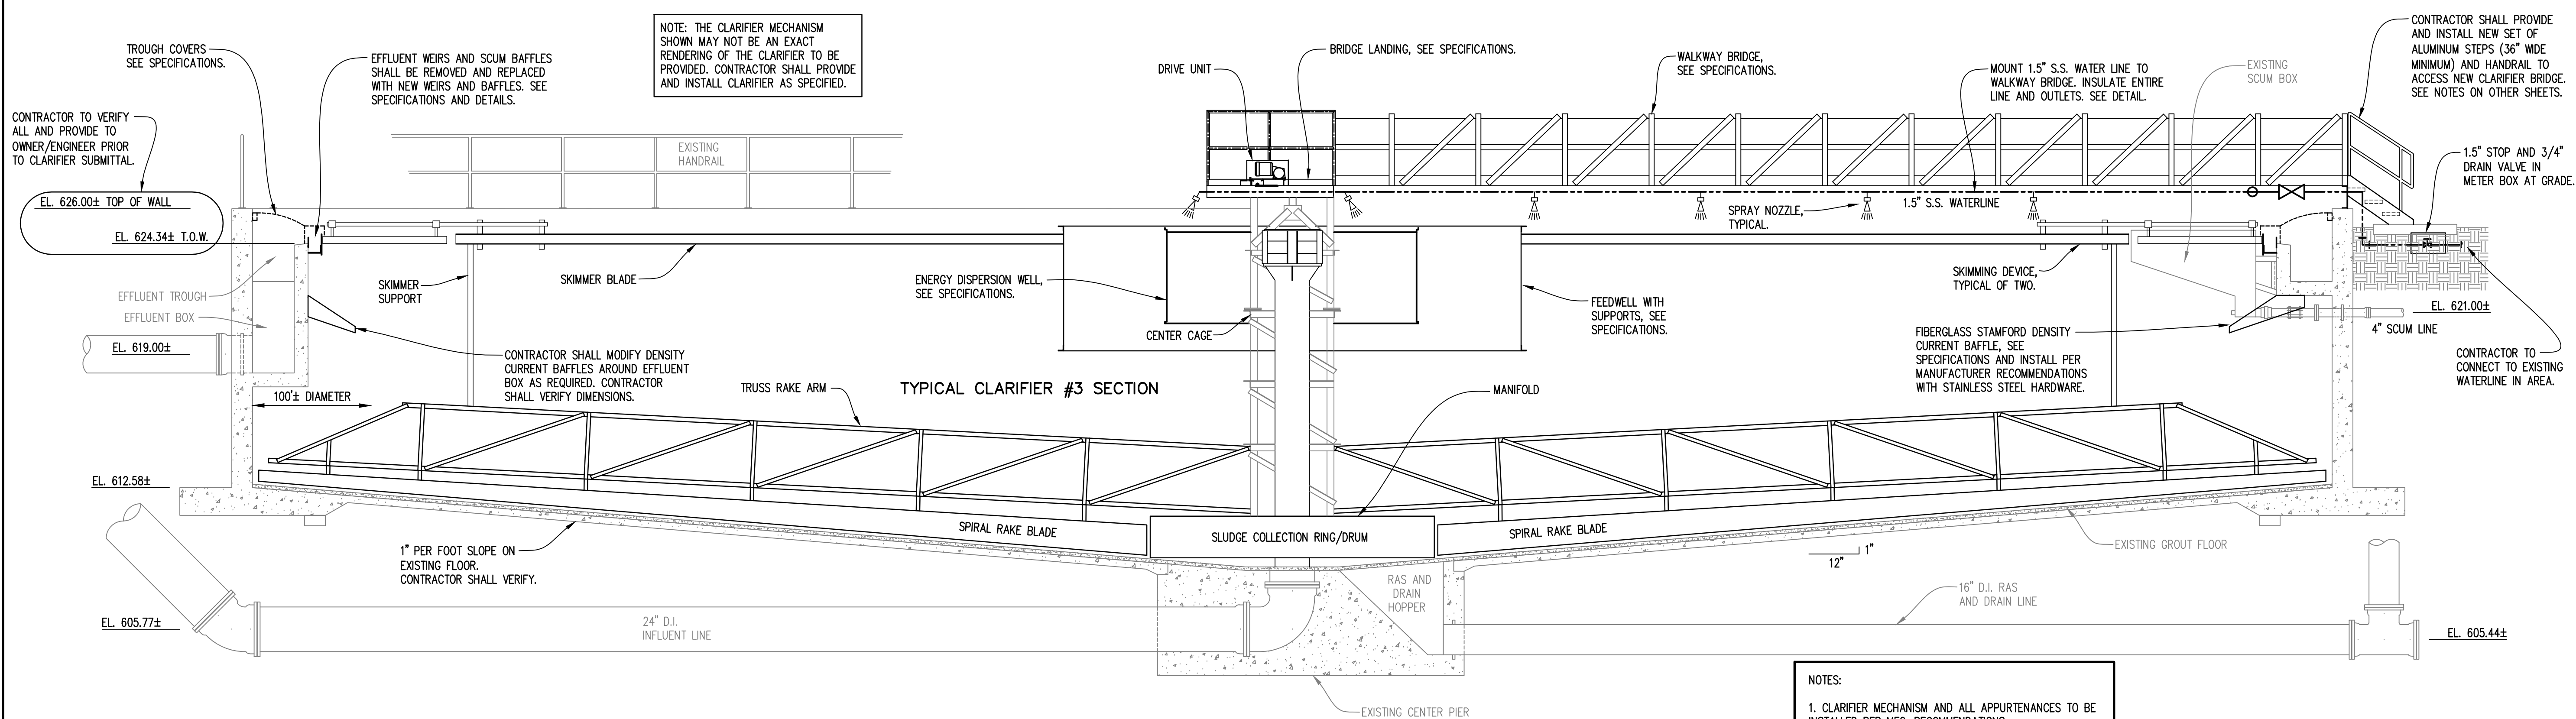 NOTE: THE CLARIFIER MECHANISM
SHOWN MAY NOT BE AN EXACT
RENDERING OF THE CLARIFIER TO BE
PROVIDED. CONTRACTOR SHALL PROVIDE
AND INSTALL CLARIFIER AS SPECIFIED.
TROUGH COVERS
SEE SPECIFICATIONS.
EFFLUENT WEIRS AND SCUM BAFFLES
SHALL BE REMOVED AND REPLACED
WITH NEW WEIRS AND BAFFLES. SEE
SPECIFICATIONS AND DETAILS.
CONTRACTOR TO VERIFY
ALL AND PROVIDE TO
OWNER/ENGINEER PRIOR
TO CLARIFIER SUBMITTAL.
EXISTING
HANDRAIL
DRIVE UNIT
BRIDGE LANDING, SEE SPECIFICATIONS.
WALKWAY BRIDGE,
SEE SPECIFICATIONS.
MOUNT 1.5" S.S. WATER LINE TO
WALKWAY BRIDGE. INSULATE ENTIRE
LINE AND OUTLETS. SEE DETAIL.
EXISTING
SCUM BOX
CONTRACTOR SHALL PROVIDE
AND INSTALL NEW SET OF
ALUMINUM STEPS (36" WIDE
MINIMUM) AND HANDRAIL TO
ACCESS NEW CLARIFIER BRIDGE.
SEE NOTES ON OTHER SHEETS.
1.5" STOP AND 3/4"
DRAIN VALVE IN
METER BOX AT GRADE.
EL. 626.00± TOP OF WALL
EL. 624.34± T.O.W.
SPRAY NOZZLE,
TYPICAL.
1.5" S.S. WATERLINE
EFFLUENT TROUGH
EFFLUENT BOX
EL. 619.00±
SKIMMER
SUPPORT
SKIMMER BLADE
ENERGY DISPERSION WELL,
SEE SPECIFICATIONS.
CENTER CAGE
FEEDWELL WITH
SUPPORTS, SEE
SPECIFICATIONS.
SKIMMING DEVICE,
TYPICAL OF TWO.
FIBERGLASS STAMFORD DENSITY
CURRENT BAFFLE, SEE
SPECIFICATIONS AND INSTALL PER
MANUFACTURER RECOMMENDATIONS
WITH STAINLESS STEEL HARDWARE.
EL. 621.00±
4" SCUM LINE
CONTRACTOR TO
CONNECT TO EXISTING
WATERLINE IN AREA.
CONTRACTOR SHALL MODIFY DENSITY
CURRENT BAFFLES AROUND EFFLUENT
BOX AS REQUIRED. CONTRACTOR
SHALL VERIFY DIMENSIONS.
100'± DIAMETER
TRUSS RAKE ARM
TYPICAL CLARIFIER #3 SECTION
MANIFOLD
EL. 612.58±
SPIRAL RAKE BLADE
SLUDGE COLLECTION RING/DRUM
SPIRAL RAKE BLADE
1" PER FOOT SLOPE ON
EXISTING FLOOR.
CONTRACTOR SHALL VERIFY.
1"
12"
EXISTING GROUT FLOOR
RAS AND
DRAIN
HOPPER
16" D.I. RAS
AND DRAIN LINE
EL. 605.77±
24" D.I.
INFLUENT LINE
EL. 605.44±
EXISTING CENTER PIER
NOTES:
1. CLARIFIER MECHANISM AND ALL APPURTENANCES TO BE
INSTALLED PER MFG. RECOMMENDATIONS